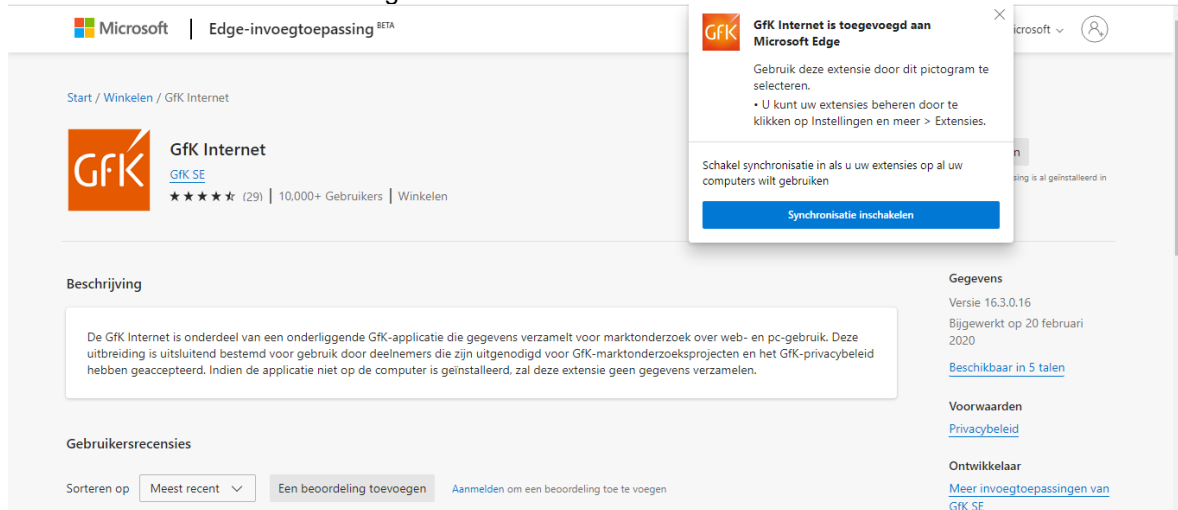 Microsoft | Edge-invoegtoepassing BETA
GfK
GfK Internet is toegevoegd aan
Microsoft Edge
Gebruik deze extensie door dit pictogram te
selecteren.
• U kunt uw extensies beheren door te
klikken op Instellingen en meer > Extensies.
Schakel synchronisatie in als u uw extensies op al uw
computers wilt gebruiken
Synchronisatie inschakelen
icrosoft
Start / Winkelen / GfK Internet
GfK
GfK Internet
GfK SE
★★★★ (29) | 10,000+ Gebruikers | Winkelen
is al geïnstalleerd in
Beschrijving
De GfK Internet is onderdeel van een onderliggende GfK-applicatie die gegevens verzamelt voor marktonderzoek over web- en pc-gebruik. Deze
uitbreiding is uitsluitend bestemd voor gebruik door deelnemers die zijn uitgenodigd voor GfK-marktonderzoeksprojecten en het GfK-privacybeleid
hebben geaccepteerd. Indien de applicatie niet op de computer is geïnstalleerd, zal deze extensie geen gegevens verzamelen.
Gegevens
Versie 16.3.0.16
Bijgewerkt op 20 februari
2020
Beschikbaar in 5 talen
Voorwaarden
Privacybeleid
Ontwikkelaar
Meer invoegtoepassingen van
GfK SE
Gebruikersrecensies
Sorteren op Meest recent Een beoordeling toevoegen Aanmelden om een beoordeling toe te voegen